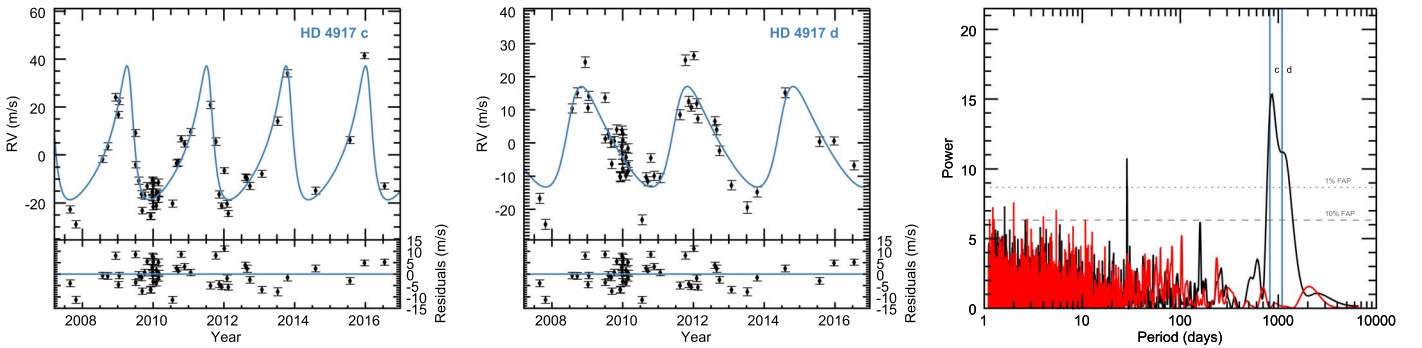 HD 4917 c
RV (m/s)
60
40
20
0
-20
15
10
5
0
-5
-10
-15
Residuals (m/s)
2008 2010 2012 2014 2016
Year
HD 4917 d
RV (m/s)
40
30
20
10
0
-10
-20
15
10
5
0
-5
-10
-15
Residuals (m/s)
2008 2010 2012 2014 2016
Year
Power
20
15
10
5
0
c d
1% FAP
10% FAP
1 10 100 1000 10000
Period (days)